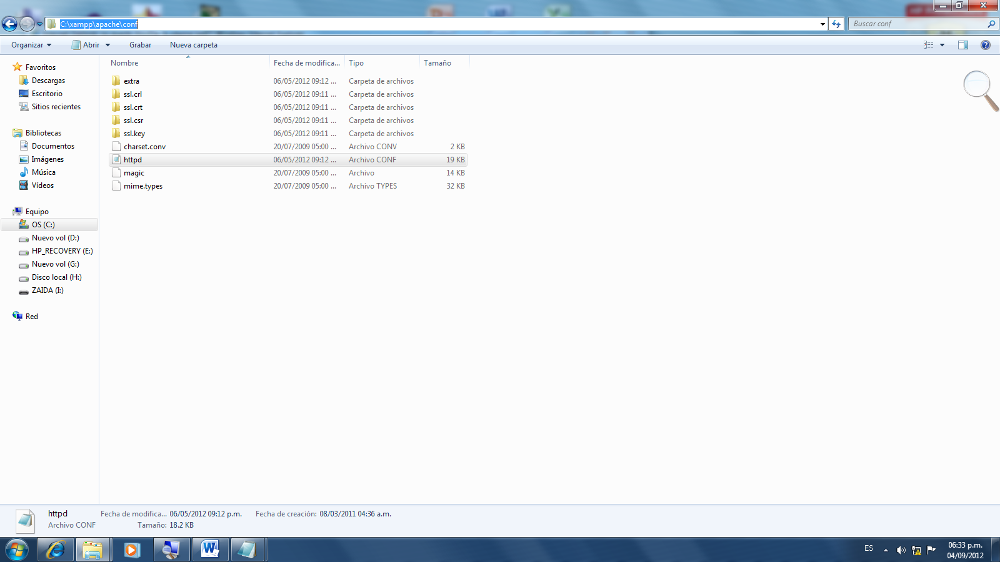 C:\xampp\apache\conf
Buscar conf
Organizar Abrir Grabar Nueva carpeta
Nombre Fecha de modifica... Tipo Tamaño
extra 06/05/2012 09:12 ... Carpeta de archivos
ssl.crl 06/05/2012 09:11 ... Carpeta de archivos
ssl.crt 06/05/2012 09:11 ... Carpeta de archivos
ssl.csr 06/05/2012 09:11 ... Carpeta de archivos
ssl.key 06/05/2012 09:11 ... Carpeta de archivos
charset.conv 20/07/2009 05:00 ... Archivo CONV 2 KB
httpd 06/05/2012 09:12 ... Archivo CONF 19 KB
magic 20/07/2009 05:00 ... Archivo 14 KB
mime.types 20/07/2009 05:00 ... Archivo TYPES 32 KB
Favoritos
Descargas
Escritorio
Sitios recientes
Bibliotecas
Documentos
Imágenes
Música
Vídeos
Equipo
OS (C:)
Nuevo vol (D:)
HP_RECOVERY (E:)
Nuevo vol (G:)
Disco local (H:)
ZAIDA (I:)
Red
httpd Fecha de modifica... 06/05/2012 09:12 p.m. Fecha de creación: 08/03/2011 04:36 a.m.
Archivo CONF Tamaño: 18.2 KB
ES
06:33 p.m.
04/09/2012